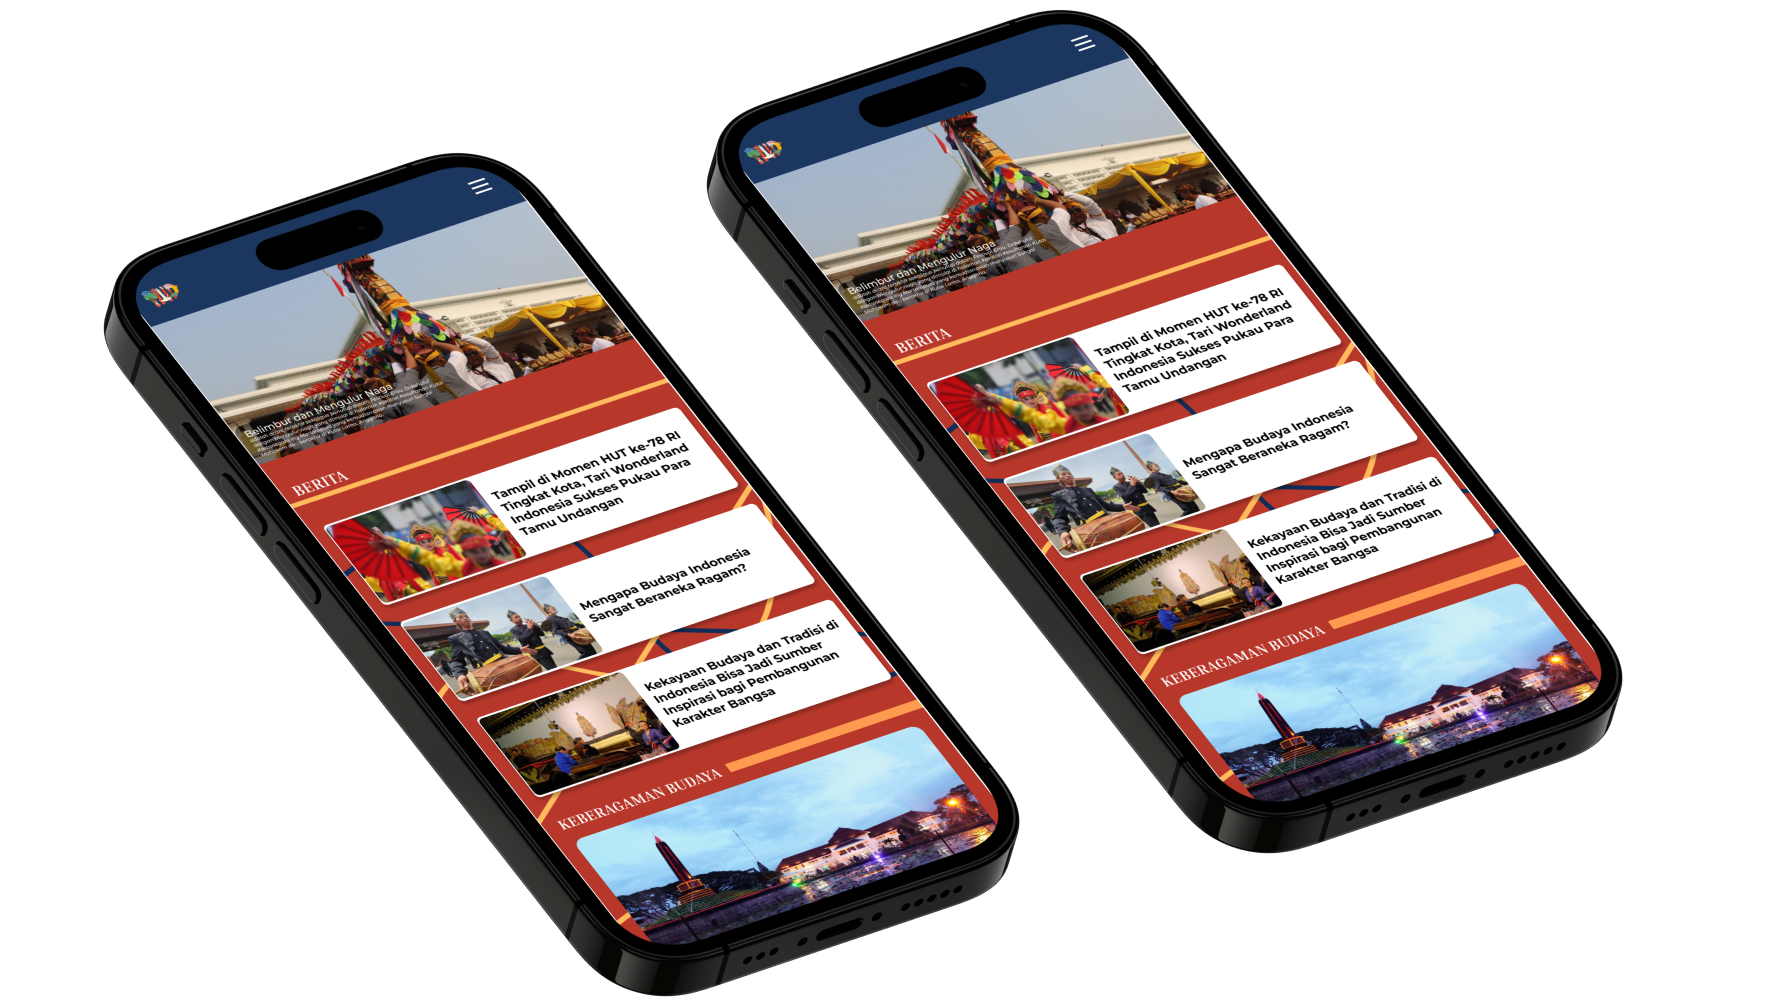 Belimbur dan Mengulur Naga
BERITA
Tampil di Momen HUT ke-78 RI
Tingkat Kota, Tari Wonderland
Indonesia Sukses Pukau Para
Tamu Undangan
Mengapa Budaya Indonesia
Sangat Beraneka Ragam?
Kekayaan Budaya dan Tradisi di
Indonesia Bisa Jadi Sumber
Inspirasi bagi Pembangunan
Karakter Bangsa
KEBERAGAMAN BUDAYA
Belimbur dan Mengulur Naga
BERITA
Tampil di Momen HUT ke-78 RI
Tingkat Kota, Tari Wonderland
Indonesia Sukses Pukau Para
Tamu Undangan
Mengapa Budaya Indonesia
Sangat Beraneka Ragam?
Kekayaan Budaya dan Tradisi di
Indonesia Bisa Jadi Sumber
Inspirasi bagi Pembangunan
Karakter Bangsa
KEBERAGAMAN BUDAYA